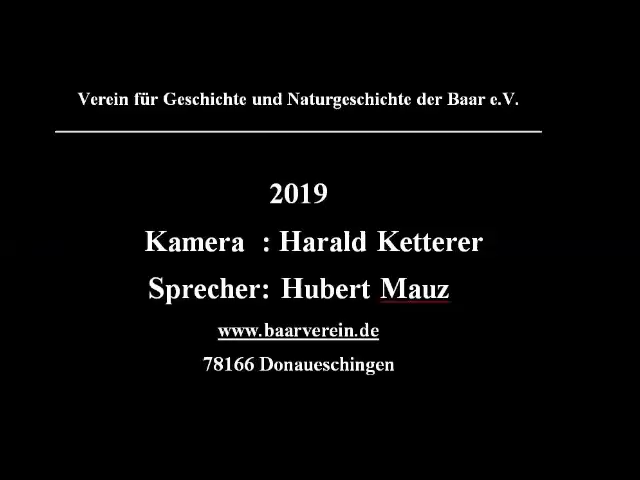 Verein für Geschichte und Naturgeschichte der Baar e.V.
2019
Kamera : Harald Ketterer
Sprecher: Hubert Mauz
www.baarverein.de
78166 Donaueschingen